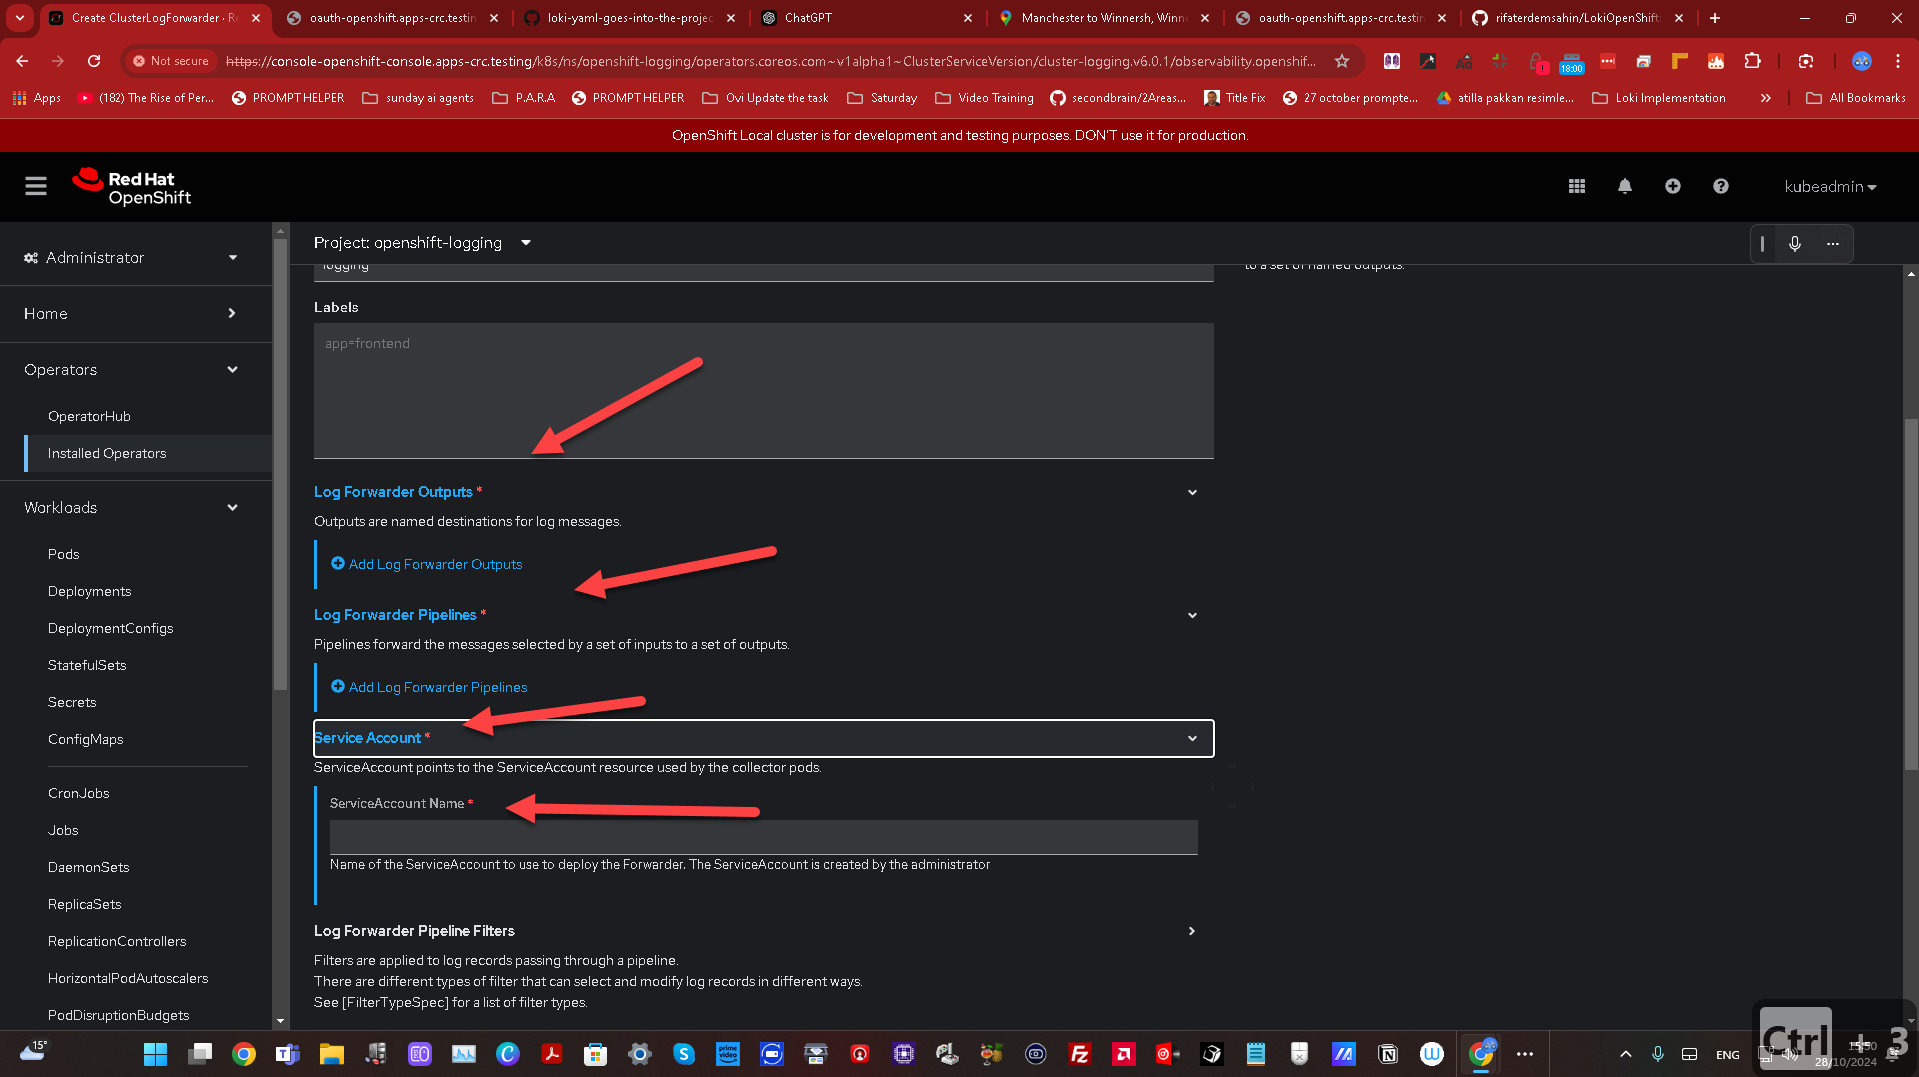 Create ClusterLogForwarder · Re
oauth-openshift.apps-crc.testin
loki-yaml-goes-into-the-projec
ChatGPT
Manchester to Winnersh, Winne
oauth-openshift.apps-crc.testin
rifaterdemsahin/LokiOpenShift:
Not secure
https://console-openshift-console.apps-crc.testing/k8s/ns/openshift-logging/operators.coreos.com~v1alpha1~ClusterServiceVersion/cluster-logging.v6.0.1/observability.openshif...
18:00
Apps
(182) The Rise of Per...
PROMPT HELPER
sunday ai agents
P.A.R.A
PROMPT HELPER
Ovi Update the task
Saturday
Video Training
secondbrain/2Areas...
Title Fix
27 october prompte...
atilla pakkan resimle...
Loki Implementation
»
All Bookmarks
OpenShift Local cluster is for development and testing purposes. DON'T use it for production.
Red Hat
OpenShift
kubeadmin
Administrator
Home
Operators
OperatorHub
Installed Operators
Workloads
Pods
Deployments
DeploymentConfigs
StatefulSets
Secrets
ConfigMaps
CronJobs
Jobs
DaemonSets
ReplicaSets
ReplicationControllers
HorizontalPodAutoscalers
PodDisruptionBudgets
Project: openshift-logging
logging
to a set of named outputs.
Labels
app=frontend
Log Forwarder Outputs *
Outputs are named destinations for log messages.
Add Log Forwarder Outputs
Log Forwarder Pipelines *
Pipelines forward the messages selected by a set of inputs to a set of outputs.
Add Log Forwarder Pipelines
Service Account *
ServiceAccount points to the ServiceAccount resource used by the collector pods.
ServiceAccount Name *
Name of the ServiceAccount to use to deploy the Forwarder. The ServiceAccount is created by the administrator
Log Forwarder Pipeline Filters
Filters are applied to log records passing through a pipeline.
There are different types of filter that can select and modify log records in different ways.
See [FilterTypeSpec] for a list of filter types.
15°
ENG
15:50
28/10/2024
Ctrl + 3